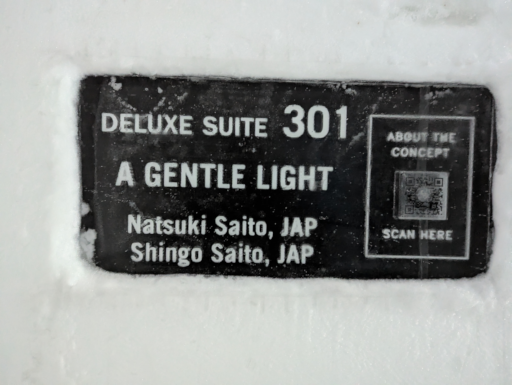 DELUXE SUITE 301
A GENTLE LIGHT
Natsuki Saito, JAP
Shingo Saito, JAP
ABOUT THE
CONCEPT
SCAN HERE